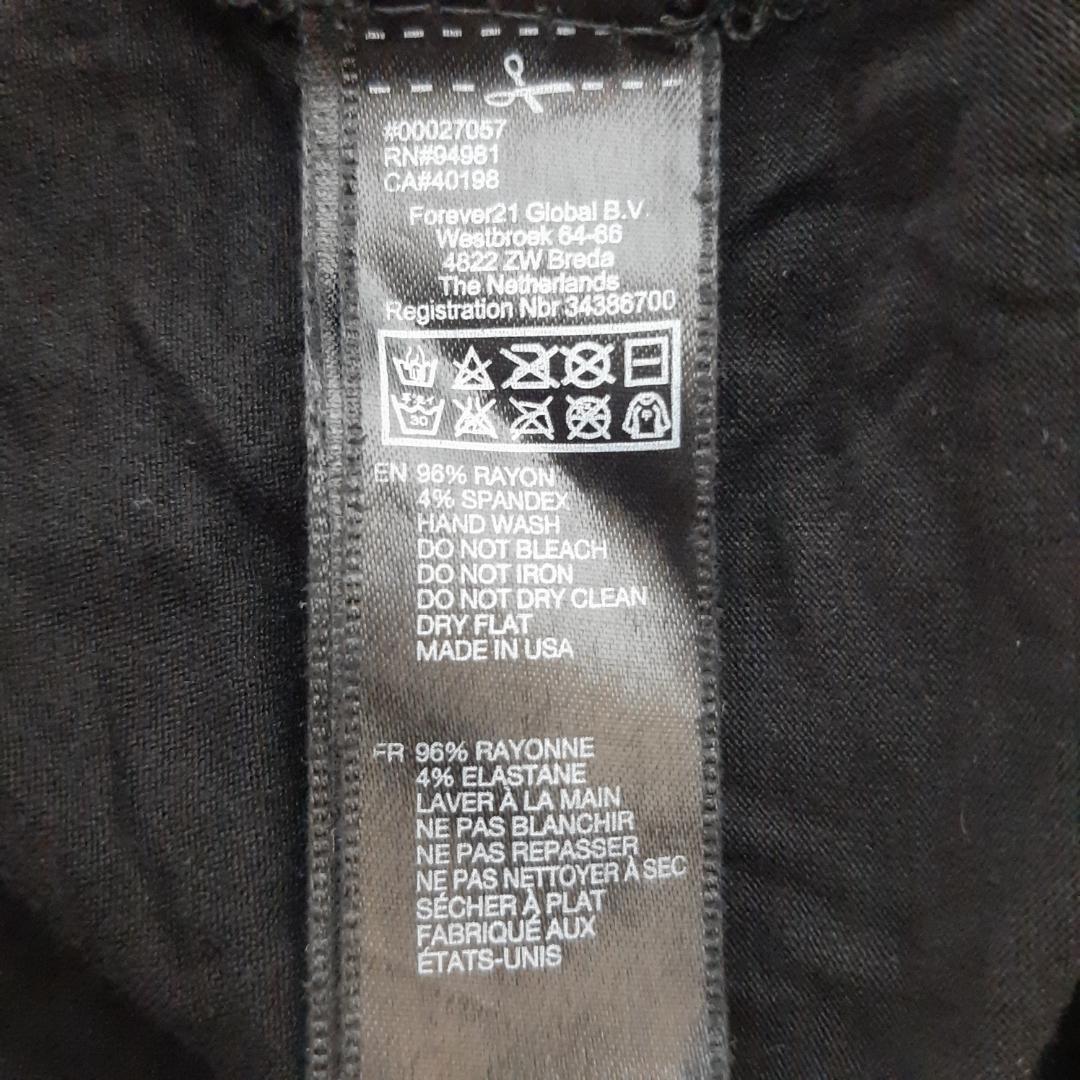 #00027057
RN#94981
CA#40198
Forever21 Global B.V.
Westbroek 64-66
4822 ZW Breda
The Netherlands
Registration Nbr 34386700
30
EN 96% RAYON
4% SPANDEX
HAND WASH
DO NOT BLEACH
DO NOT IRON
DO NOT DRY CLEAN
DRY FLAT
MADE IN USA
FR 96% RAYONNE
4% ELASTANE
LAVER À LA MAIN
NE PAS BLANCHIR
NE PAS REPASSER
NE PAS NETTOYER À SEC
SÉCHER À PLAT
FABRIQUÉ AUX
ÉTATS-UNIS